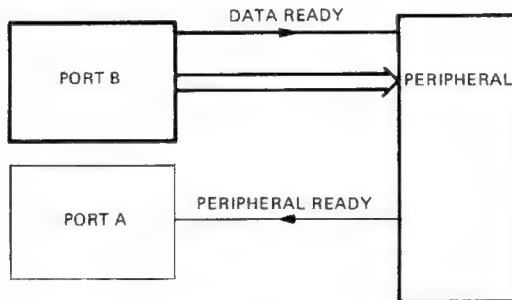 DATA READY
PORT B
PERIPHERAL
PERIPHERAL READY
PORT A